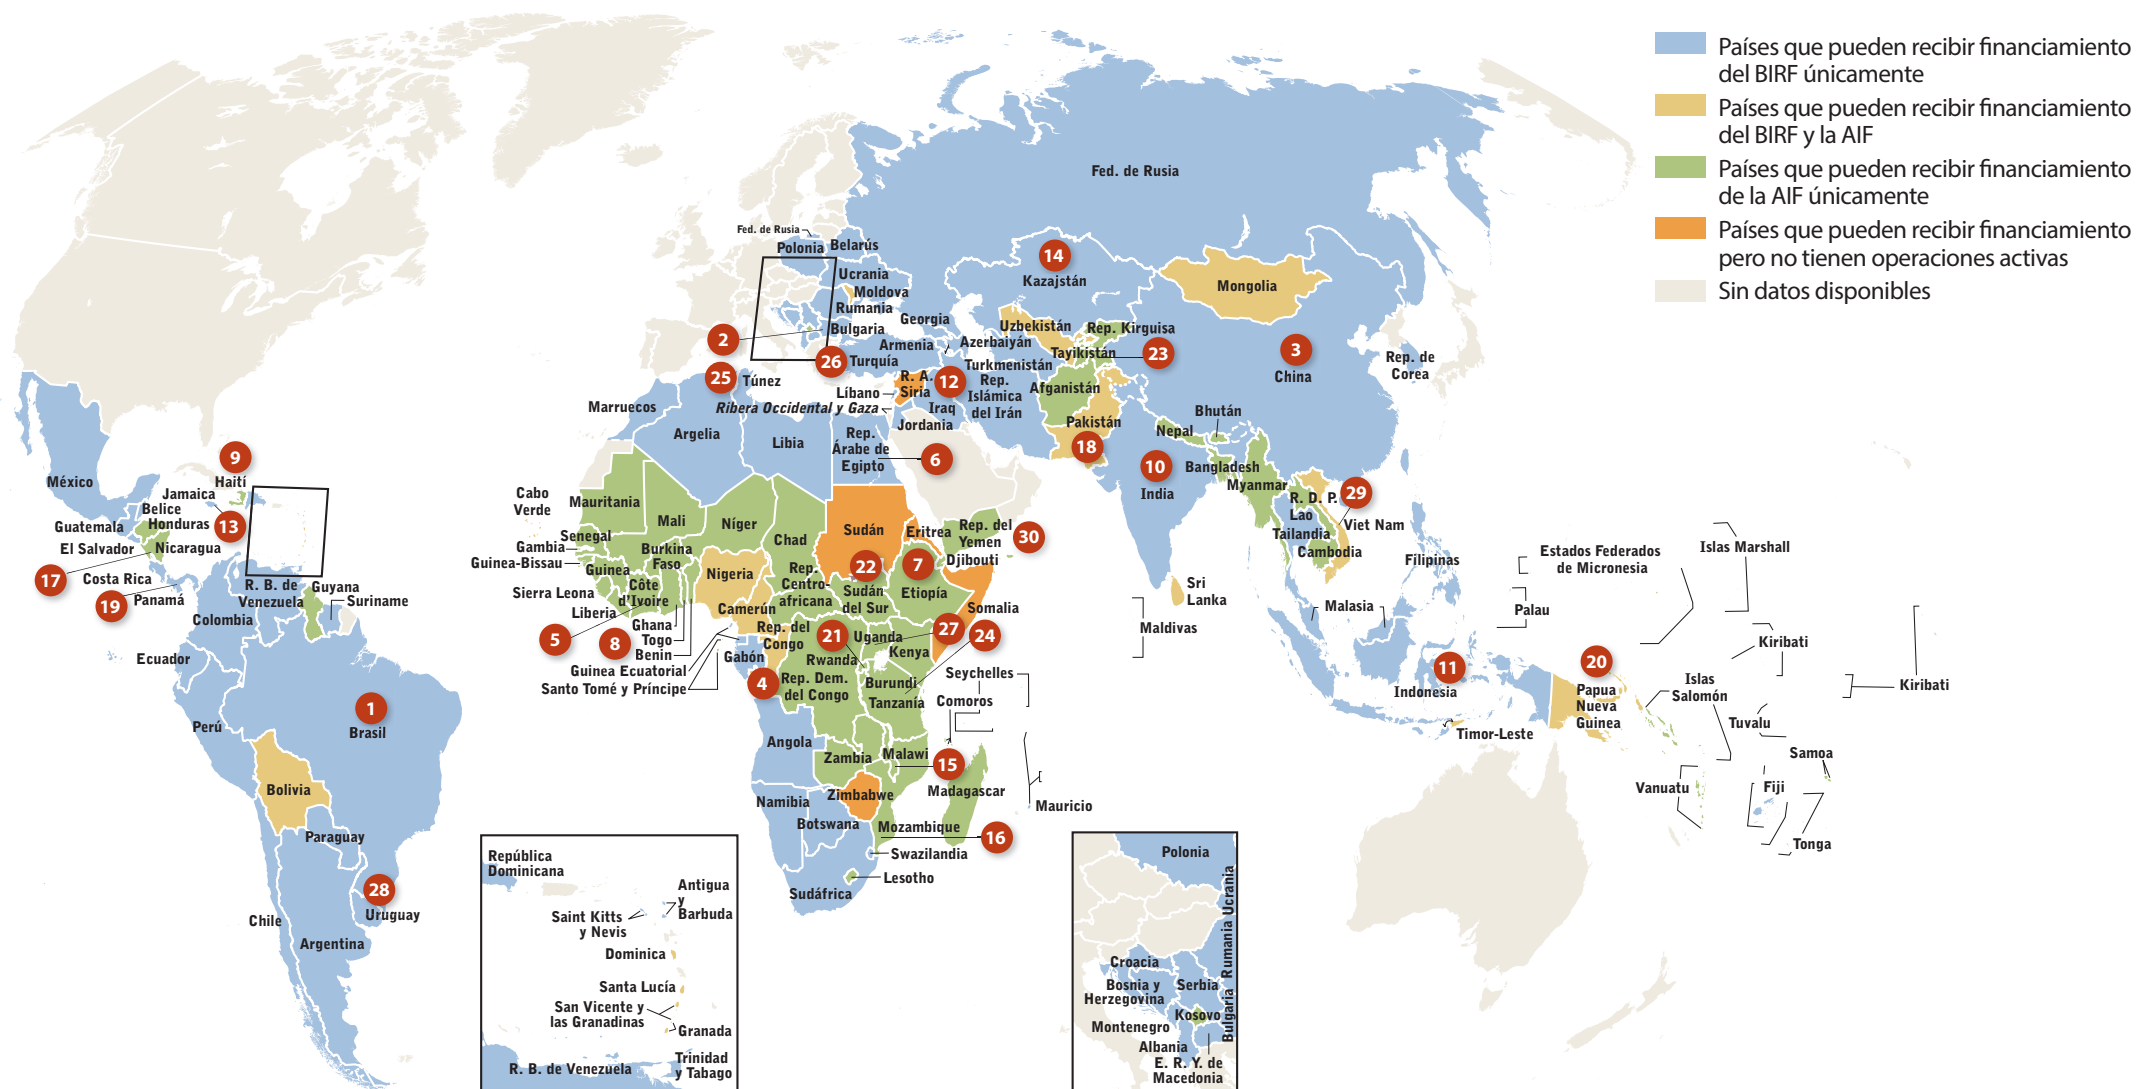 Países que pueden recibir financiamiento
del BIRF únicamente
Países que pueden recibir financiamiento
del BIRF y la AIF
Países que pueden recibir financiamiento
de la AIF únicamente
Países que pueden recibir financiamiento
pero no tienen operaciones activas
Sin datos disponibles
Fed. de Rusia
Fed. de Rusia
Polonia
Belarús
Ucrania
Moldova
Rumania
Bulgaria
2
Georgia
Armenia
Azerbaiyán
26
Turquía
14
Kazajstán
Mongolia
Uzbekistán
Rep. Kirguisa
Tayikistán
23
Turkmenistán
3
China
Rep. de
Corea
25
Túnez
R. A.
Siria
12
Rep.
Islámica
del Irán
Afganistán
Líbano
Iraq
Ribera Occidental y Gaza
Jordania
Marruecos
Argelia
Libia
Rep.
Árabe de
Egipto
6
Pakistán
18
Nepal
Bhután
10
India
Bangladesh
Myanmar
R. D. P.
Lao
29
Viet Nam
Tailandia
Cambodia
Filipinas
México
9
Haití
Jamaica
Belice
Honduras
13
Guatemala
El Salvador
Nicaragua
17
Costa Rica
19
Panamá
R. B. de
Venezuela
Guyana
Suriname
Colombia
Ecuador
Perú
1
Brasil
Bolivia
Paraguay
28
Uruguay
Chile
Argentina
Cabo
Verde
Mauritania
Mali
Níger
Chad
Sudán
Eritrea
Rep. del
Yemen
30
Djibouti
Senegal
Gambia
Guinea-Bissau
Guinea
Burkina
Faso
Sierra Leona
Côte
d'Ivoire
Liberia
5
8
Ghana
Togo
Benin
Nigeria
Camerún
Rep.
Centro-
africana
22
Sudán
del Sur
7
Etiopía
Somalia
Guinea Ecuatorial
Santo Tomé y Príncipe
Gabón
Rep. del
Congo
4
Rep. Dem.
del Congo
21
Uganda
27
24
Kenya
Rwanda
Burundi
Tanzanía
Seychelles
Comoros
Angola
Zambia
Malawi
15
Madagascar
Mauricio
Zimbabwe
Namibia
Botswana
Mozambique
16
Swazilandia
Lesotho
Sudáfrica
Sri
Lanka
Maldivas
Malasia
11
Indonesia
Timor-Leste
20
Papua
Nueva
Guinea
Estados Federados
de Micronesia
Islas Marshall
Palau
Kiribati
Kiribati
Islas
Salomón
Tuvalu
Samoa
Vanuatu
Fiji
Tonga
República
Dominicana
Antigua
y
Barbuda
Saint Kitts
y Nevis
Dominica
Santa Lucía
San Vicente y
las Granadinas
Granada
R. B. de Venezuela
Trinidad
y Tabago
Polonia
Ucrania
Rumania
Croacia
Bosnia y
Herzegovina
Serbia
Kosovo
Bulgaria
Montenegro
Albania
E. R. Y. de
Macedonia